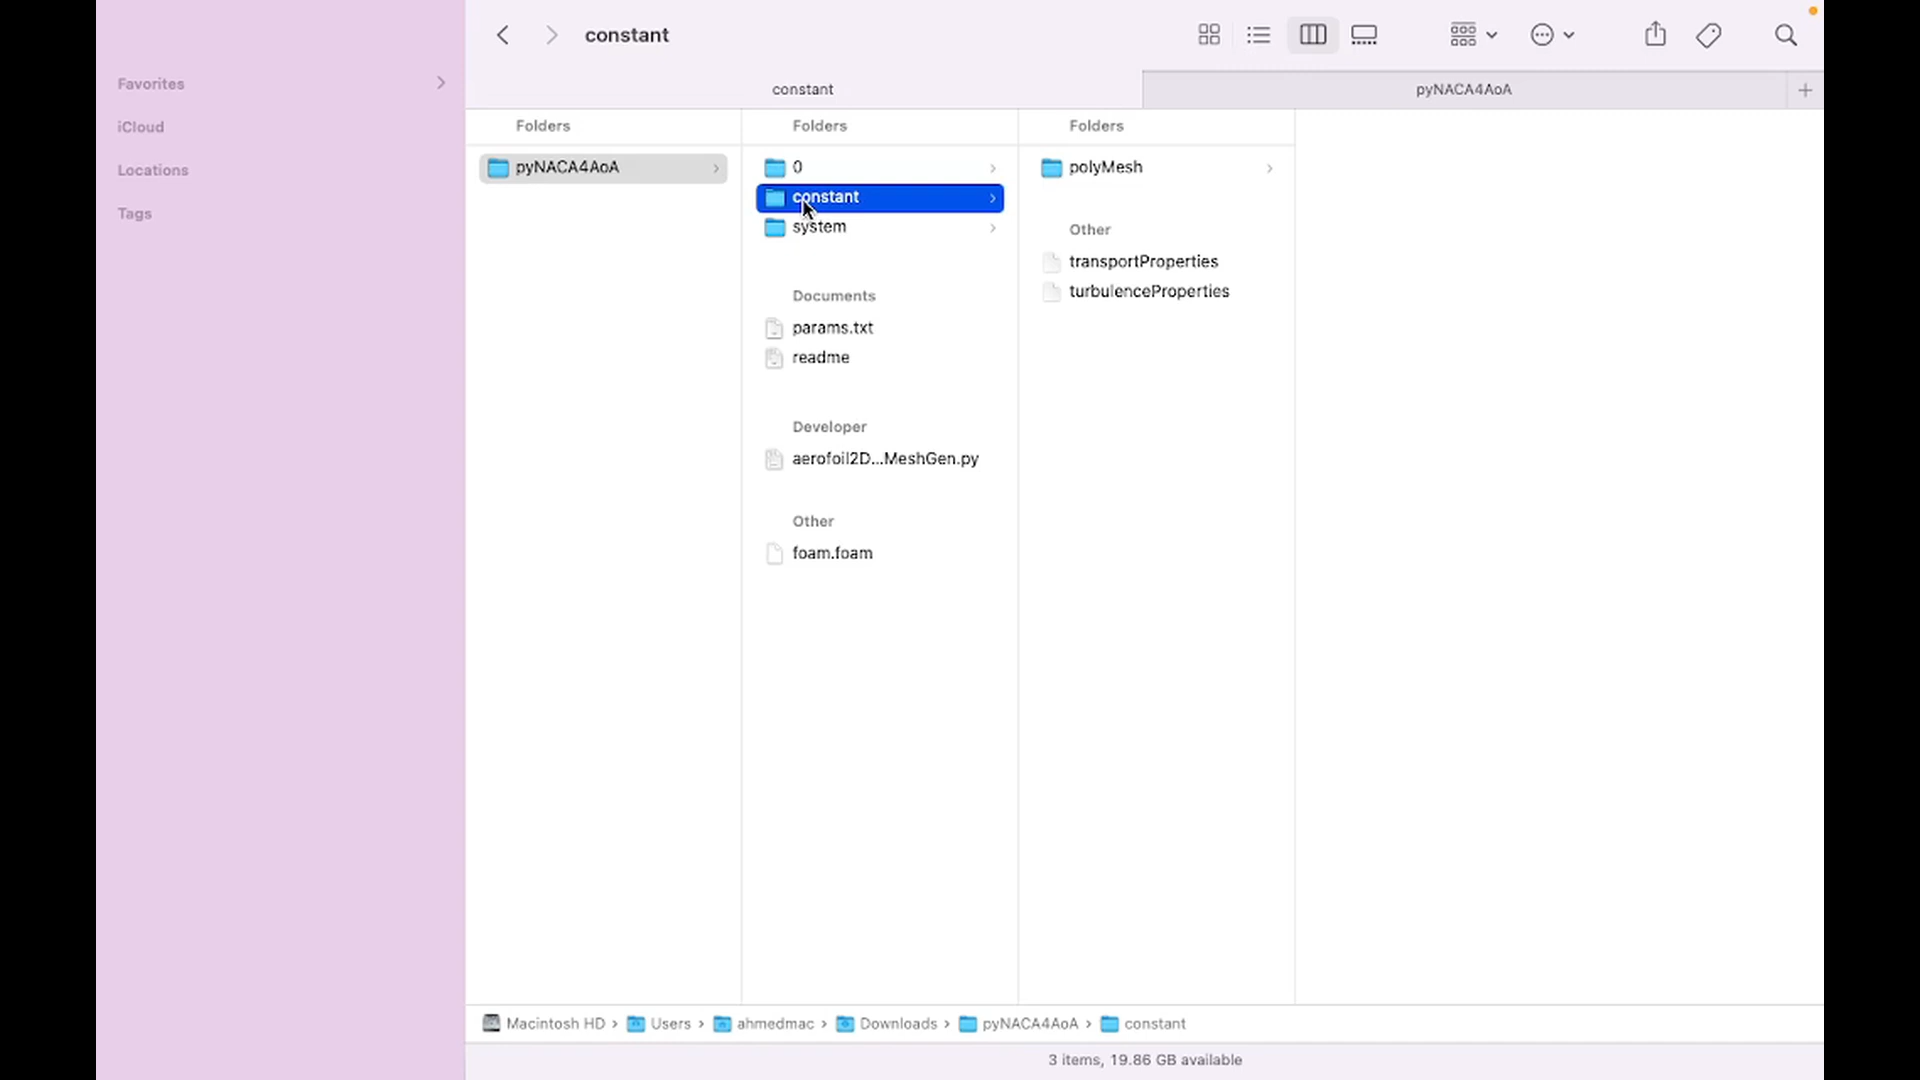 constant
Favorites
iCloud
Locations
Tags
constant
pyNACA4AoA
Folders
pyNACA4AoA
Folders
0
constant
system
Documents
params.txt
readme
Developer
aerofoil2D...MeshGen.py
Other
foam.foam
Folders
polyMesh
Other
transportProperties
turbulenceProperties
Macintosh HD › Users › ahmedmac › Downloads › pyNACA4AoA › constant
3 items, 19.86 GB available